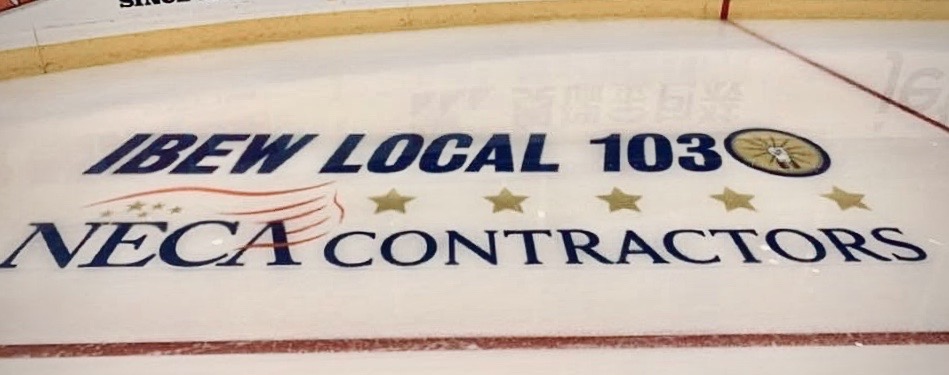 IBEW LOCAL 103
NECA CONTRACTORS